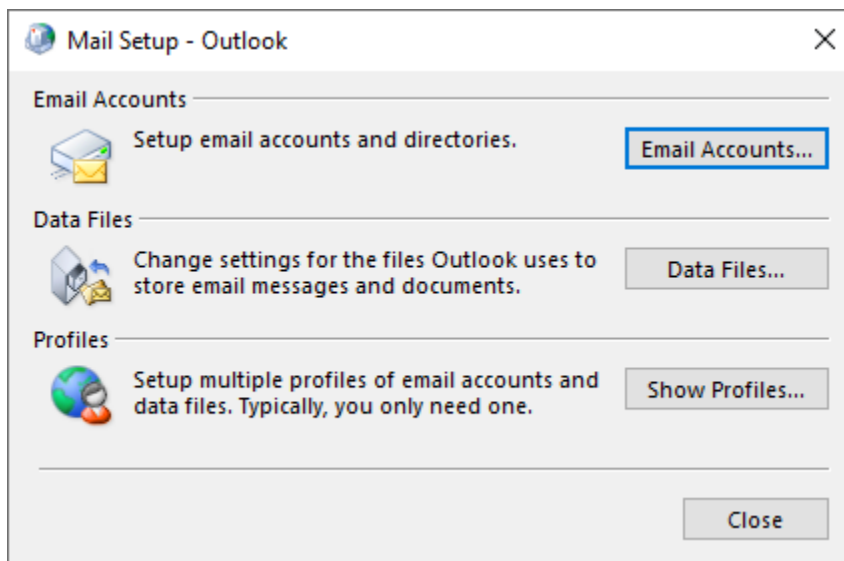 Mail Setup - Outlook
Email Accounts
Setup email accounts and directories.
Email Accounts...
Data Files
Change settings for the files Outlook uses to
store email messages and documents.
Data Files...
Profiles
Setup multiple profiles of email accounts and
data files. Typically, you only need one.
Show Profiles...
Close